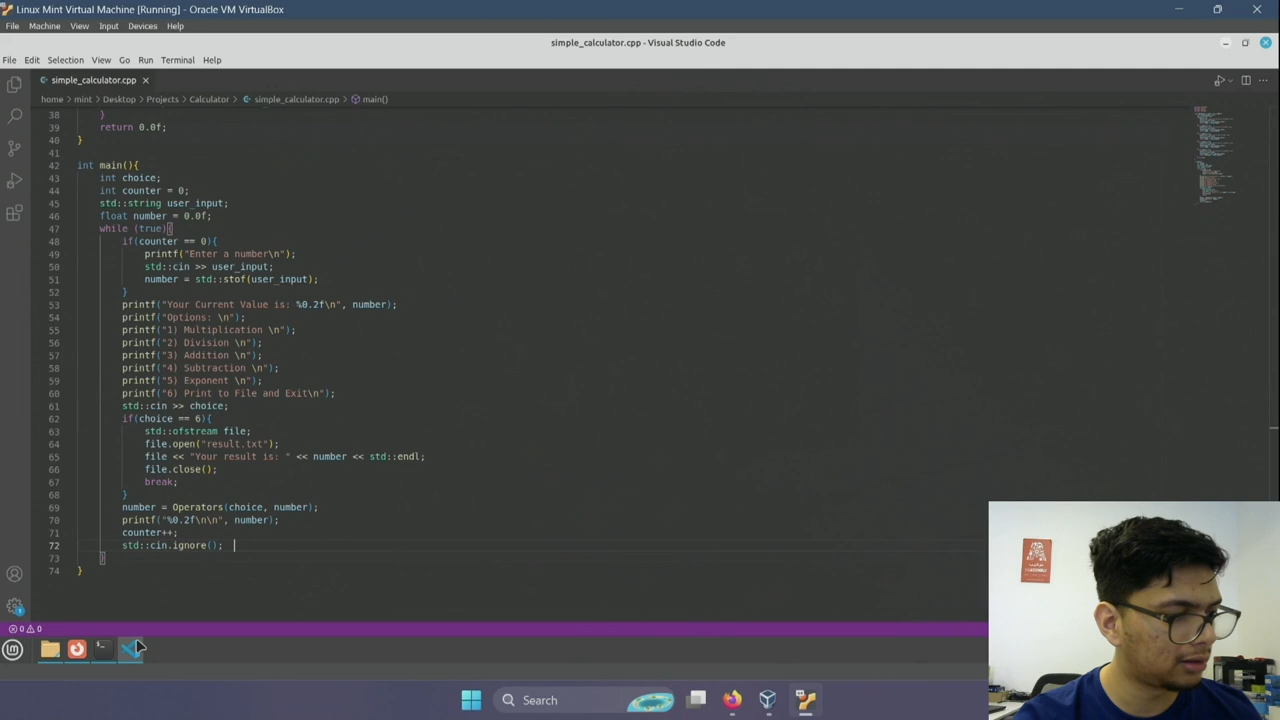 Linux Mint Virtual Machine [Running] - Oracle VM VirtualBox
File Machine View Input Devices Help
simple_calculator.cpp - Visual Studio Code
File Edit Selection View Go Run Terminal Help
simple_calculator.cpp
home > mint > Desktop > Projects > Calculator > simple_calculator.cpp > main()
38 }
39 return 0.0f;
40 }
41
42 int main(){
43 int choice;
44 int counter = 0;
45 std::string user_input;
46 float number = 0.0f;
47 while (true){
48 if(counter == 0){
49 printf("Enter a number\n");
50 std::cin >> user_input;
51 number = std::stof(user_input);
52 }
53 printf("Your Current Value is: %0.2f\n", number);
54 printf("Options: \n");
55 printf("1) Multiplication \n");
56 printf("2) Division \n");
57 printf("3) Addition \n");
58 printf("4) Subtraction \n");
59 printf("5) Exponent \n");
60 printf("6) Print to File and Exit\n");
61 std::cin >> choice;
62 if(choice == 6){
63 std::ofstream file;
64 file.open("result.txt");
65 file << "Your result is: " << number << std::endl;
66 file.close();
67 break;
68 }
69 number = Operators(choice, number);
70 printf("%0.2f\n\n", number);
71 counter++;
72 std::cin.ignore();
73 }
74 }
0 0
Search